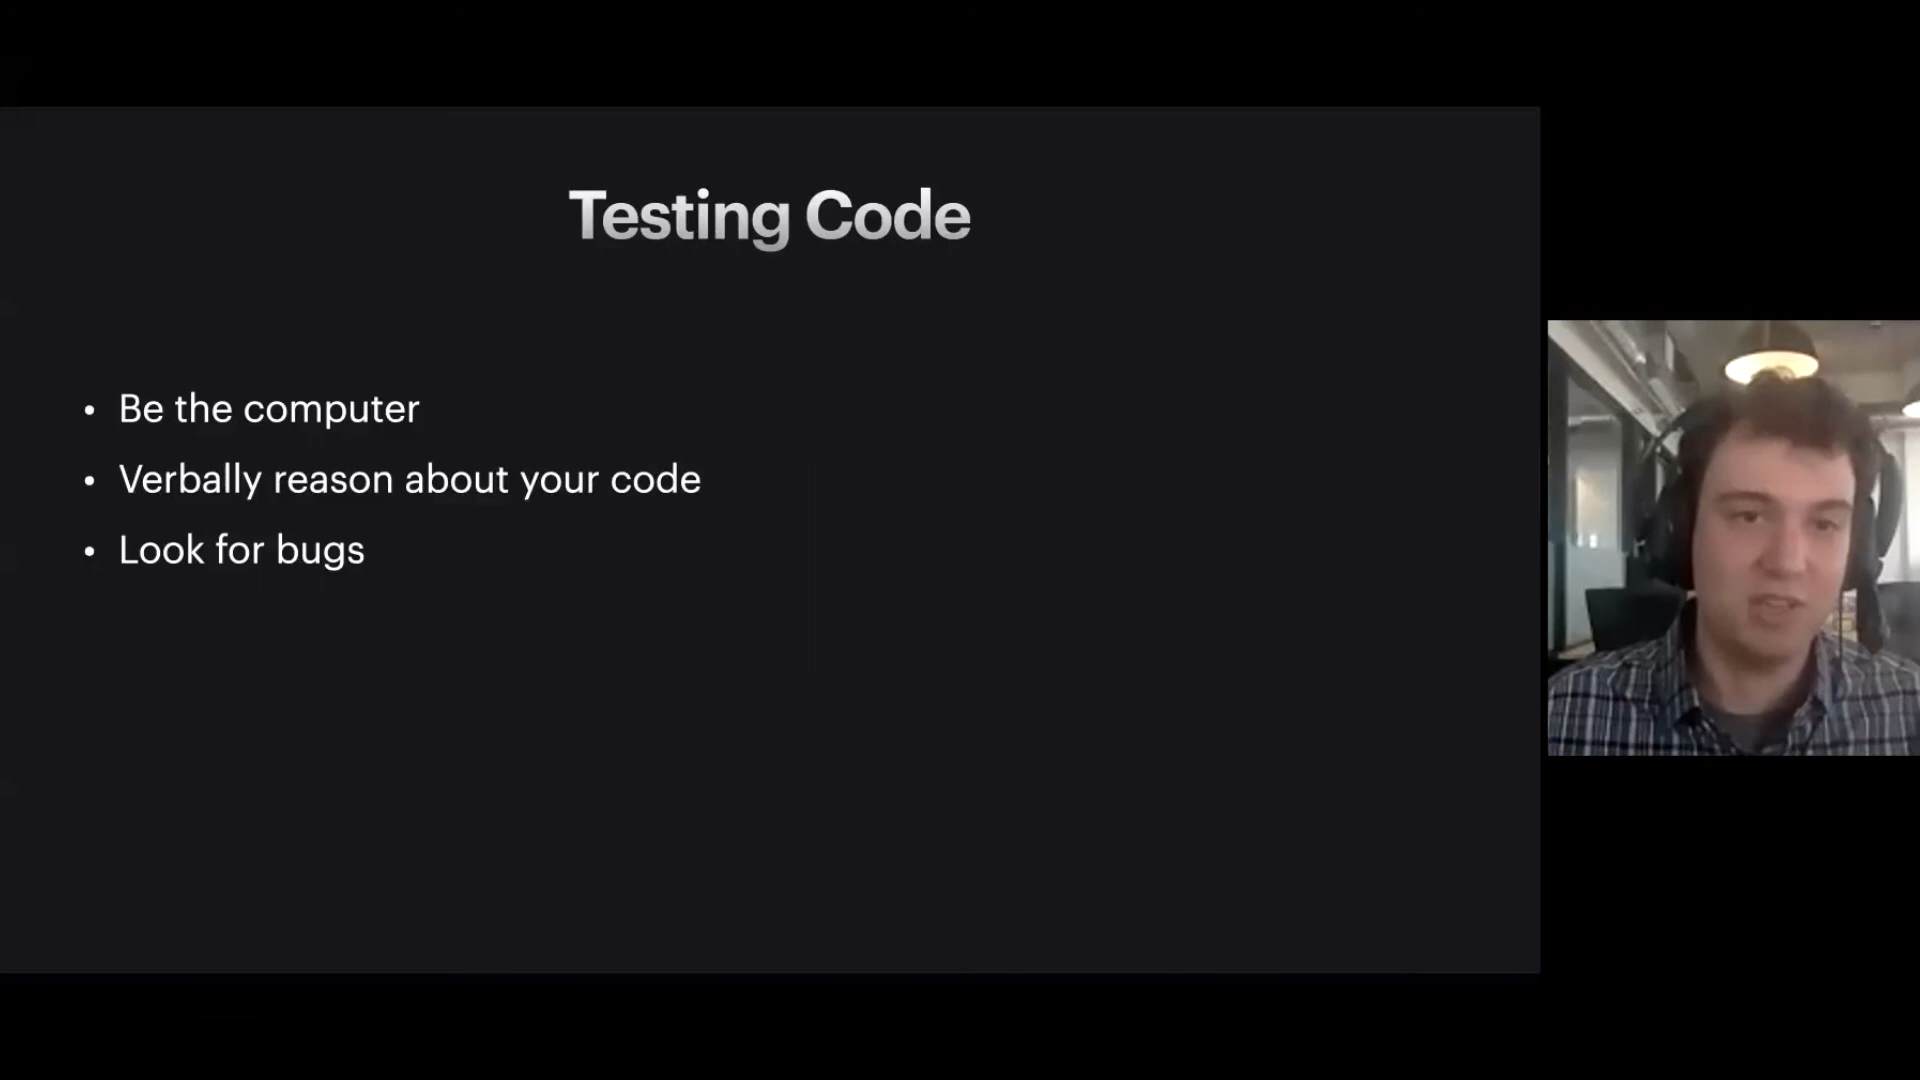 Testing Code
• Be the computer
• Verbally reason about your code
• Look for bugs